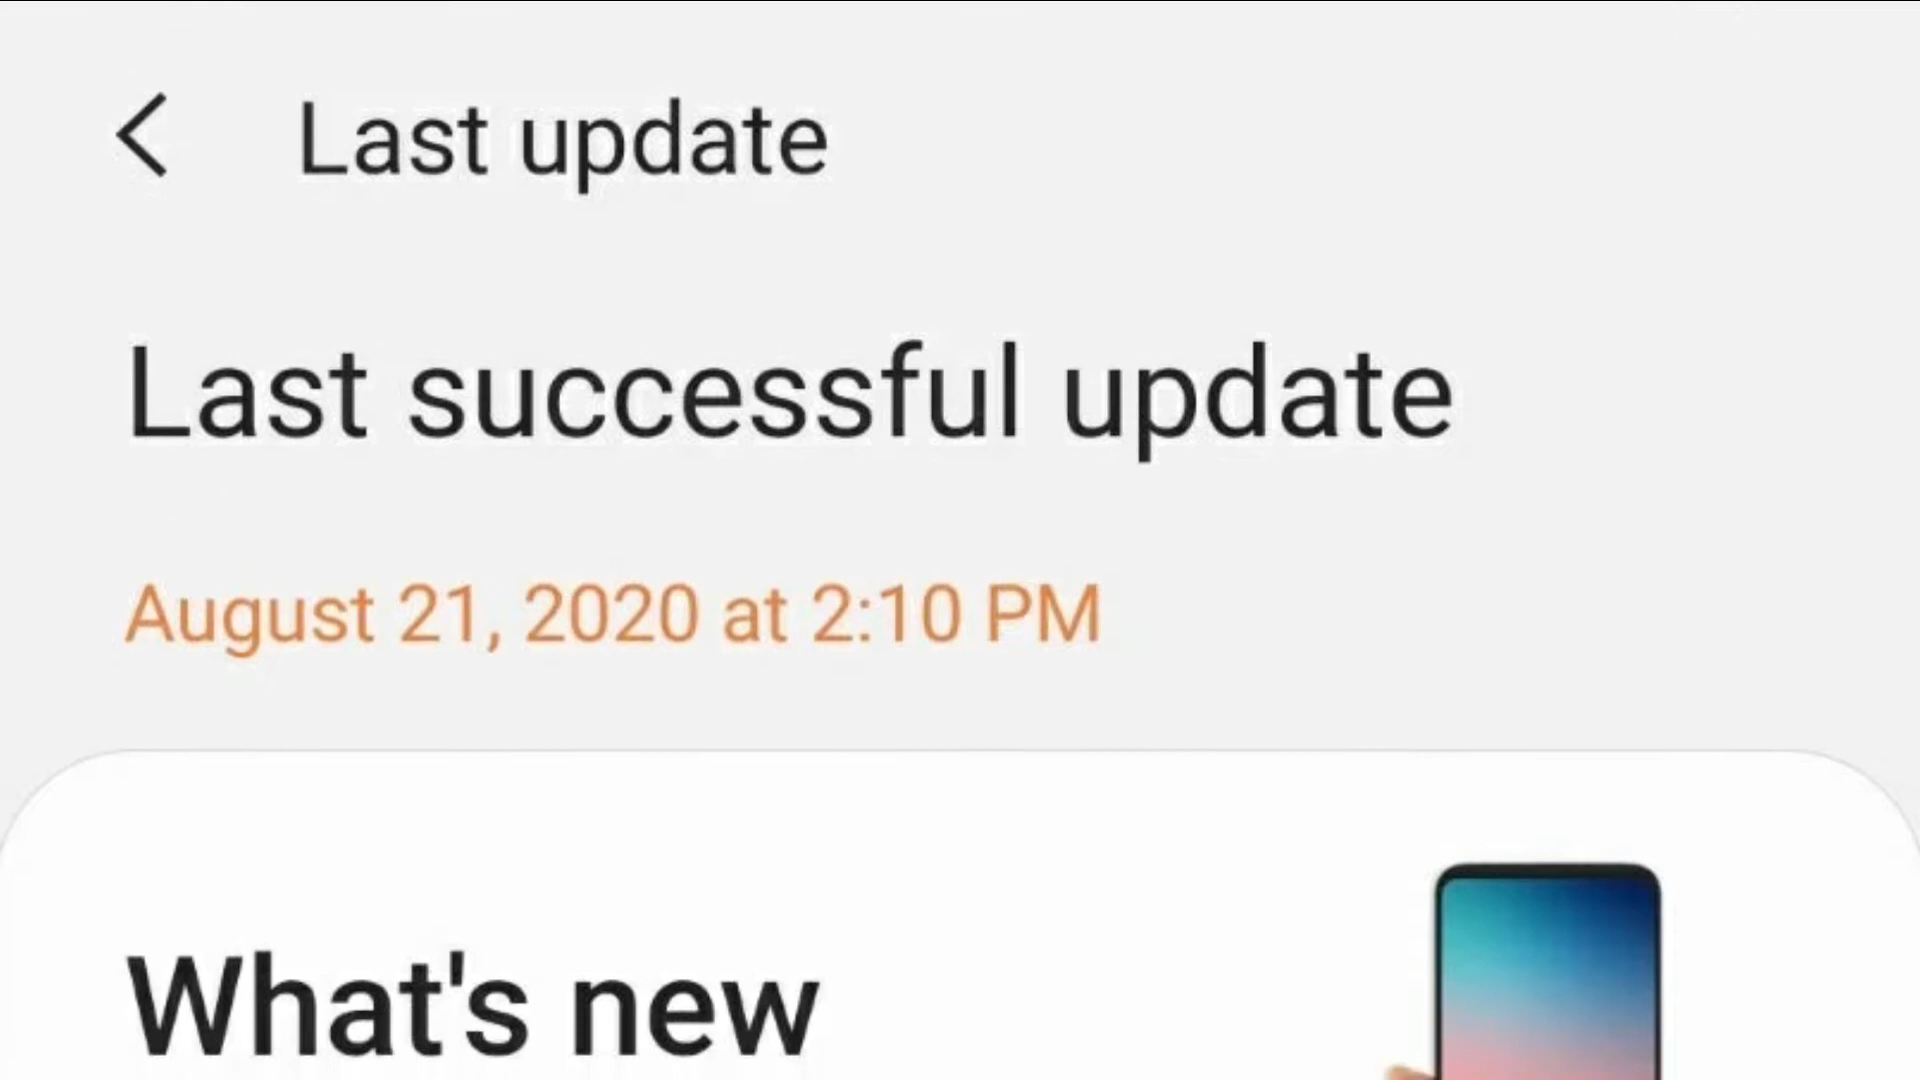 Last update
Last successful update
August 21, 2020 at 2:10 PM
What's new